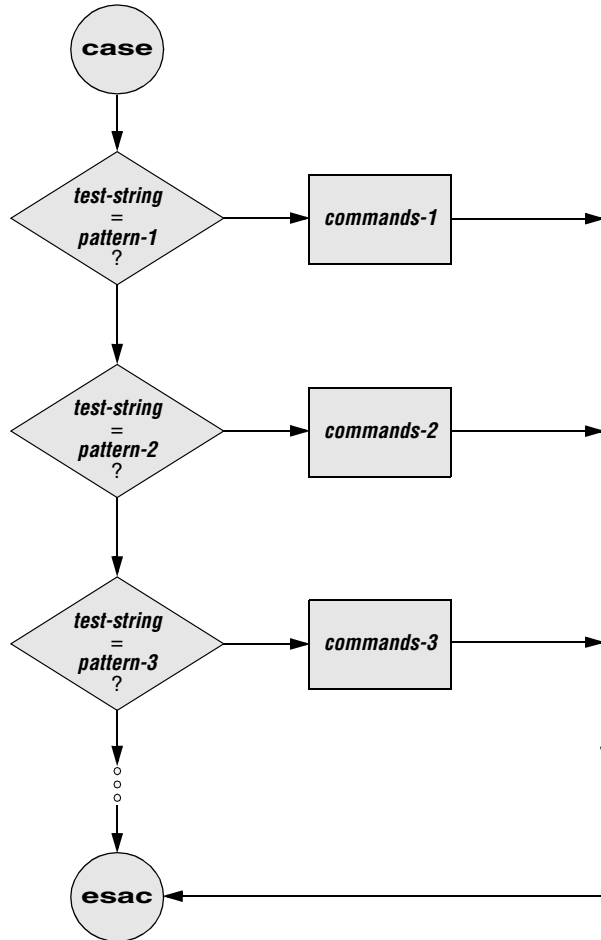 case
test-string
=
pattern-1
?
commands-1
test-string
=
pattern-2
?
commands-2
test-string
=
pattern-3
?
commands-3
esac